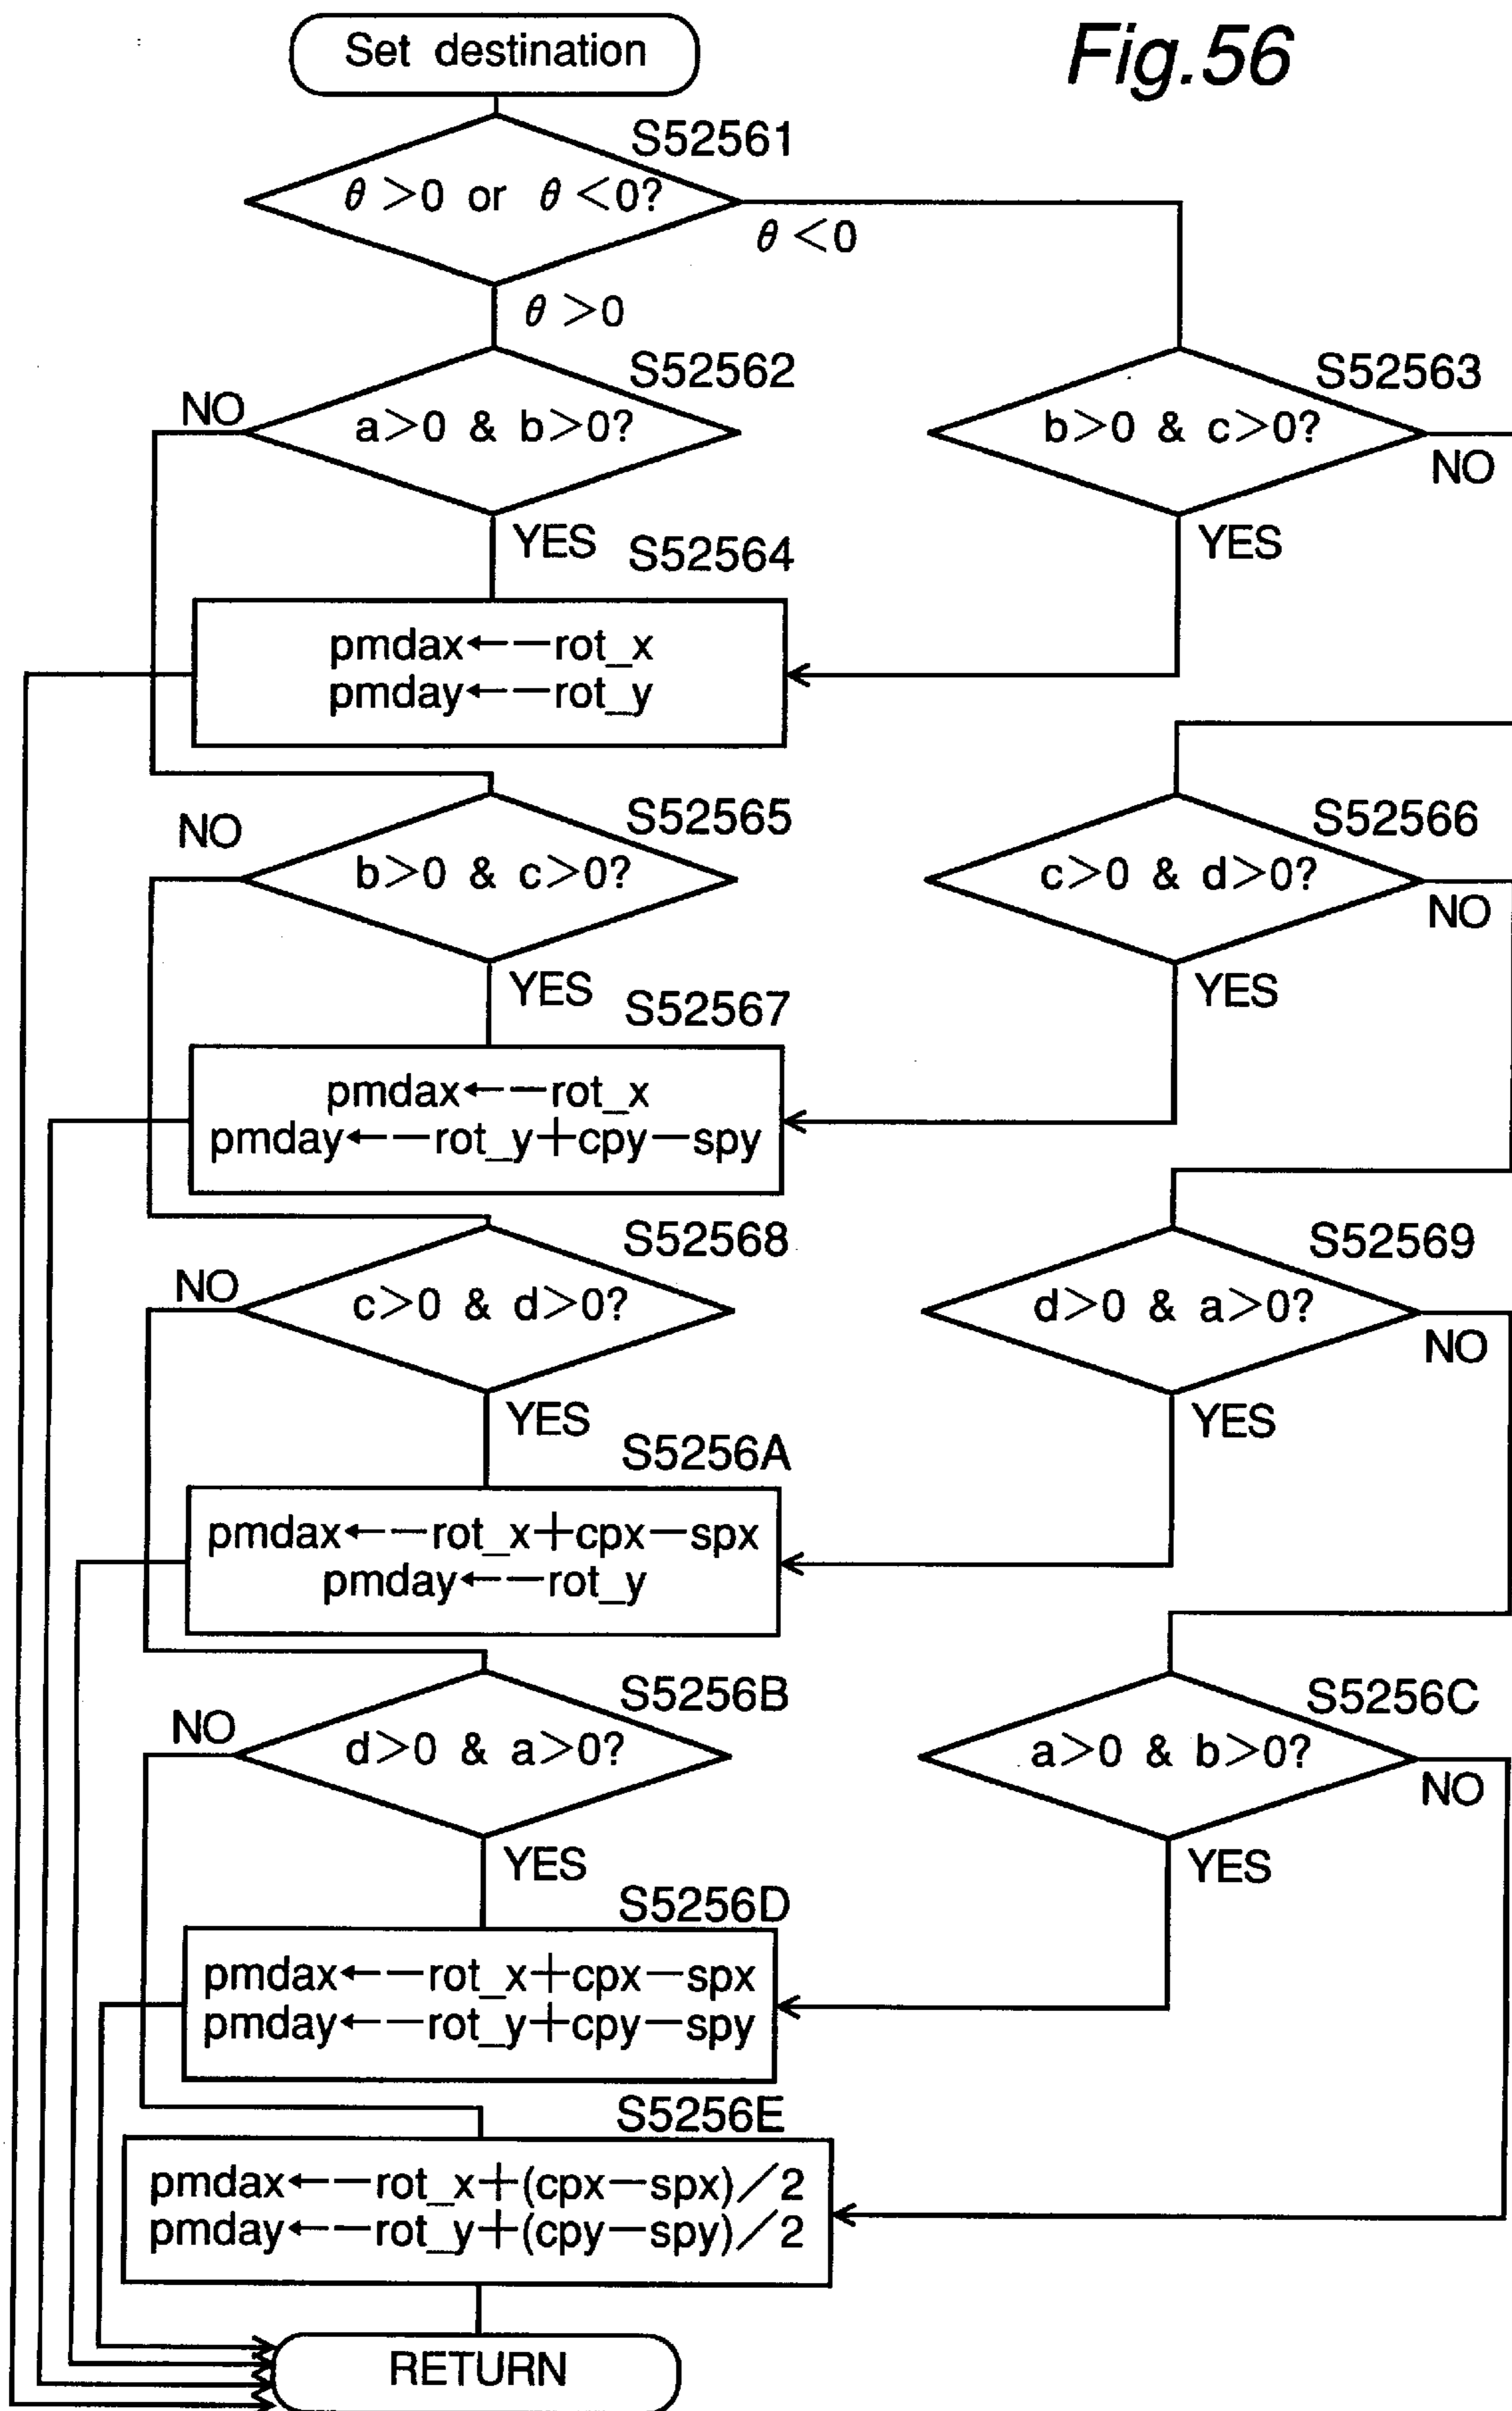 Set destination
Fig.56
S52561
θ >0 or θ <0?
θ <0
θ >0
S52562
S52563
NO
a>0 & b>0?
b>0 & c>0?
NO
YES
S52564
YES
pmdax←−−rot_x
pmday←−−rot_y
S52565
S52566
NO
b>0 & c>0?
c>0 & d>0?
NO
YES
YES
S52567
pmdax←−−rot_x
pmday←−−rot_y+cpy−spy
S52568
S52569
NO
c>0 & d>0?
d>0 & a>0?
NO
YES
YES
S5256A
pmdax←−−rot_x+cpx−spx
pmday←−−rot_y
S5256B
S5256C
NO
d>0 & a>0?
a>0 & b>0?
NO
YES
YES
S5256D
pmdax←−−rot_x+cpx−spx
pmday←−−rot_y+cpy−spy
S5256E
pmdax←−−rot_x+(cpx−spx)/2
pmday←−−rot_y+(cpy−spy)/2
RETURN